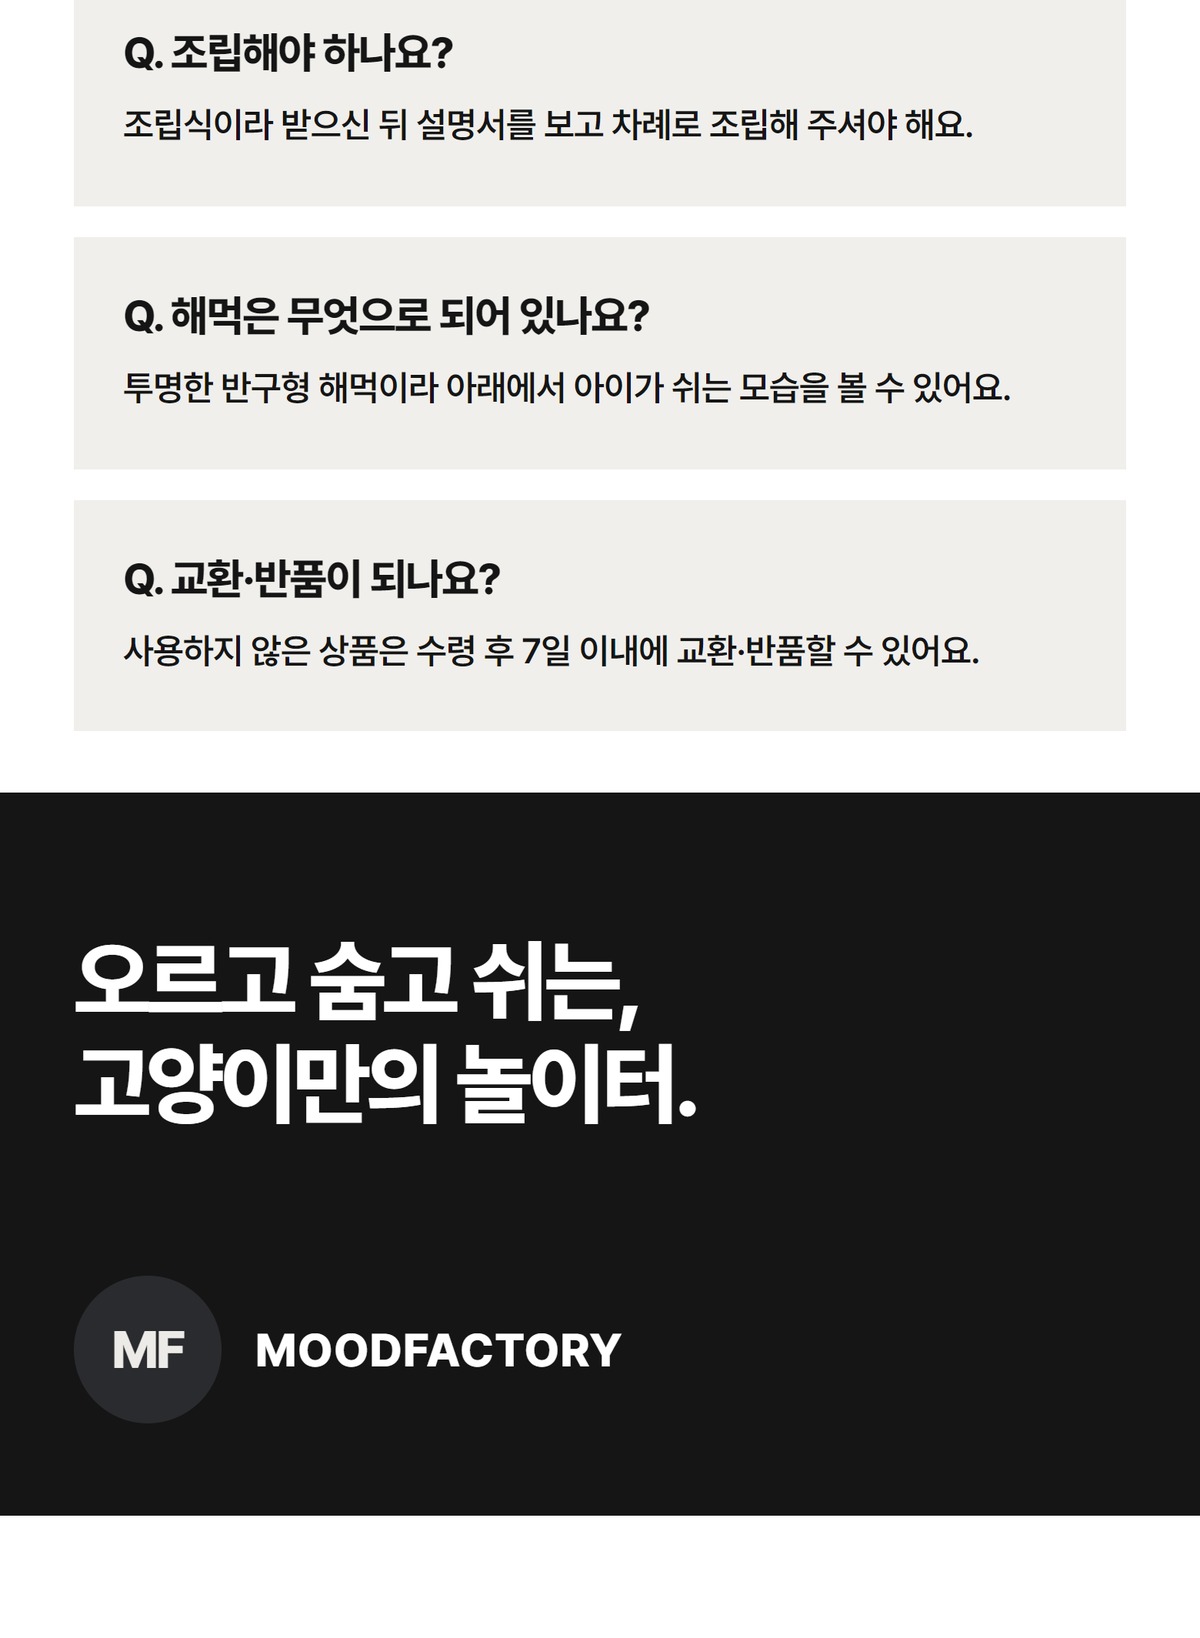 Q. 조립해야 하나요?
조립식이라 받으신 뒤 설명서를 보고 차례로 조립해 주셔야 해요.
Q. 해먹은 무엇으로 되어 있나요?
투명한 반구형 해먹이라 아래에서 아이가 쉬는 모습을 볼 수 있어요.
Q. 교환·반품이 되나요?
사용하지 않은 상품은 수령 후 7일 이내에 교환·반품할 수 있어요.
오르고 숨고 쉬는,
고양이만의 놀이터.
MF MOODFACTORY